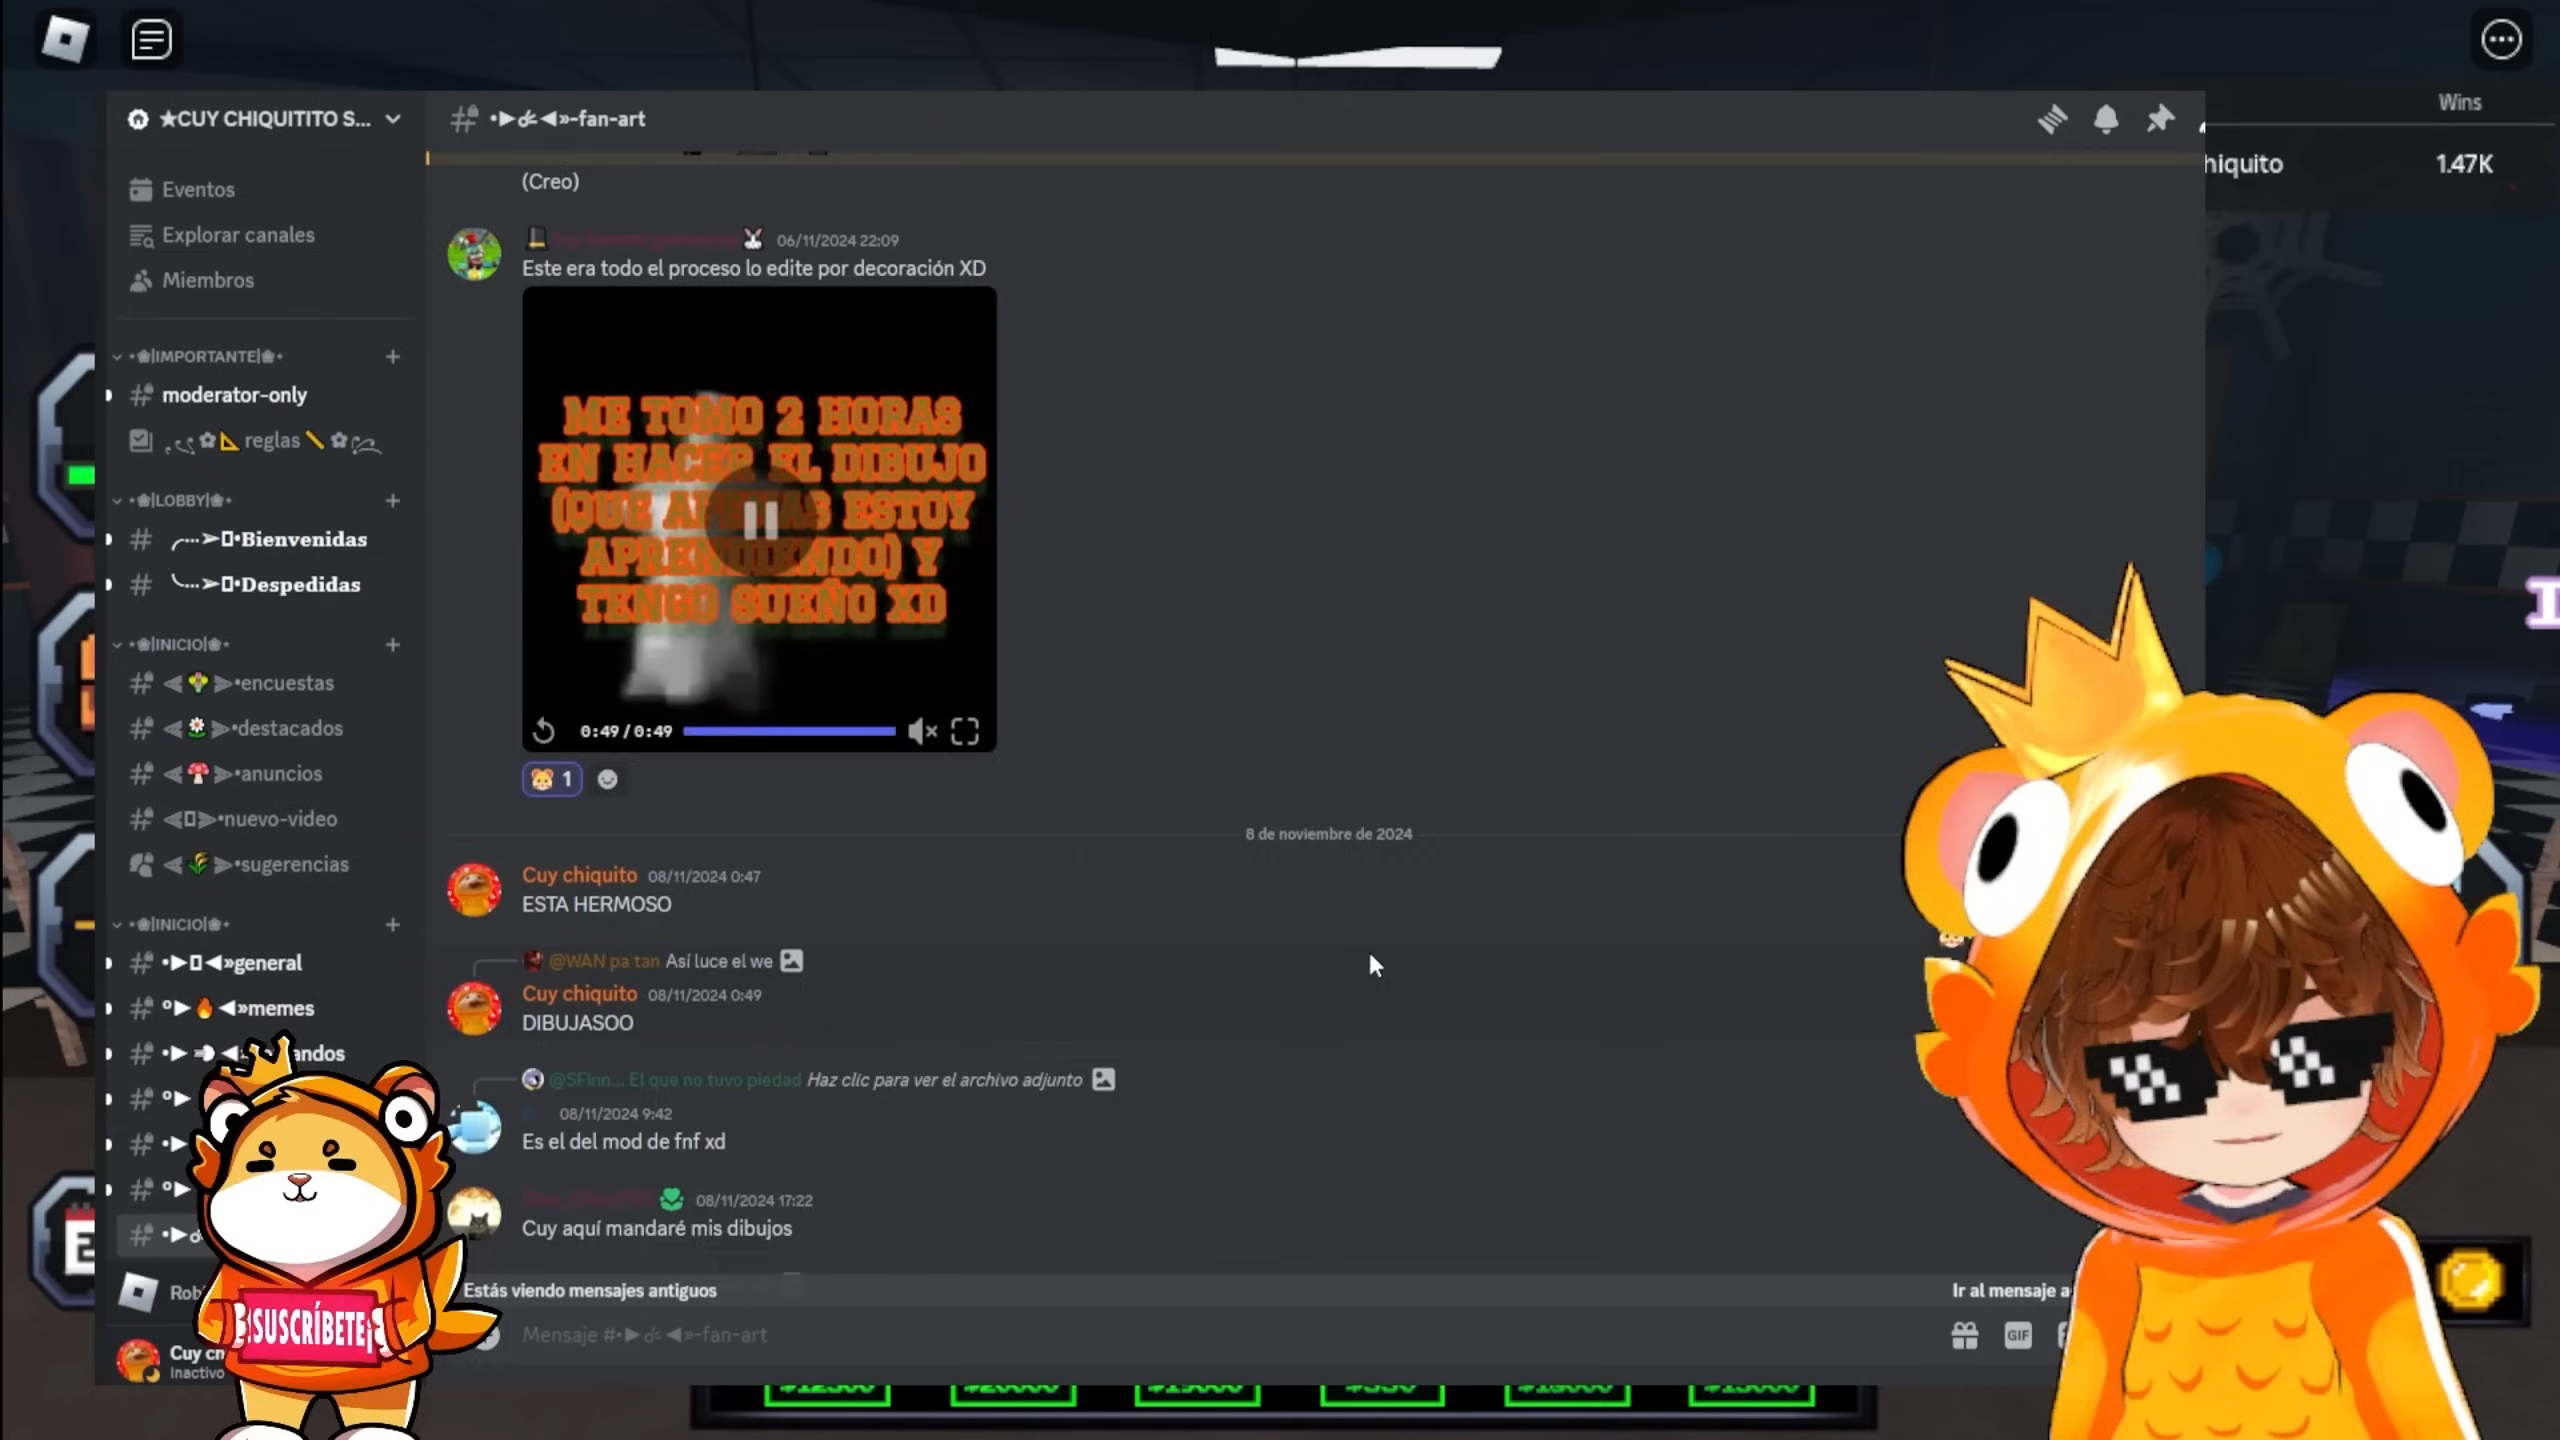 ★CUY CHIQUITITO S...
•▶🎨◀»-fan-art
Wins
hiquito
1.47K
Eventos
Explorar canales
Miembros
•❀|IMPORTANTE|❀•
moderator-only
reglas
•❀|LOBBY|❀•
Bienvenidas
Despedidas
•❀|INICIO|❀•
•encuestas
•destacados
•anuncios
•nuevo-video
•sugerencias
•❀|INICIO|❀•
»general
»memes
andos
Rob
Cuy ch
Inactivo
¡SUSCRÍBETE!
(Creo)
06/11/2024 22:09
Este era todo el proceso lo edite por decoración XD
ME TOMO 2 HORAS
EN HACER EL DIBUJO
(QUE APENAS ESTOY
APRENDIENDO) Y
TENGO SUEÑO XD
0:49 / 0:49
1
8 de noviembre de 2024
Cuy chiquito 08/11/2024 0:47
ESTA HERMOSO
@WAN pa tan Así luce el we
Cuy chiquito 08/11/2024 0:49
DIBUJASOO
@SFInn... El que no tuvo piedad Haz clic para ver el archivo adjunto
08/11/2024 9:42
Es el del mod de fnf xd
08/11/2024 17:22
Cuy aquí mandaré mis dibujos
Estás viendo mensajes antiguos
Ir al mensaje a
Mensaje #•▶🎨◀»-fan-art
GIF